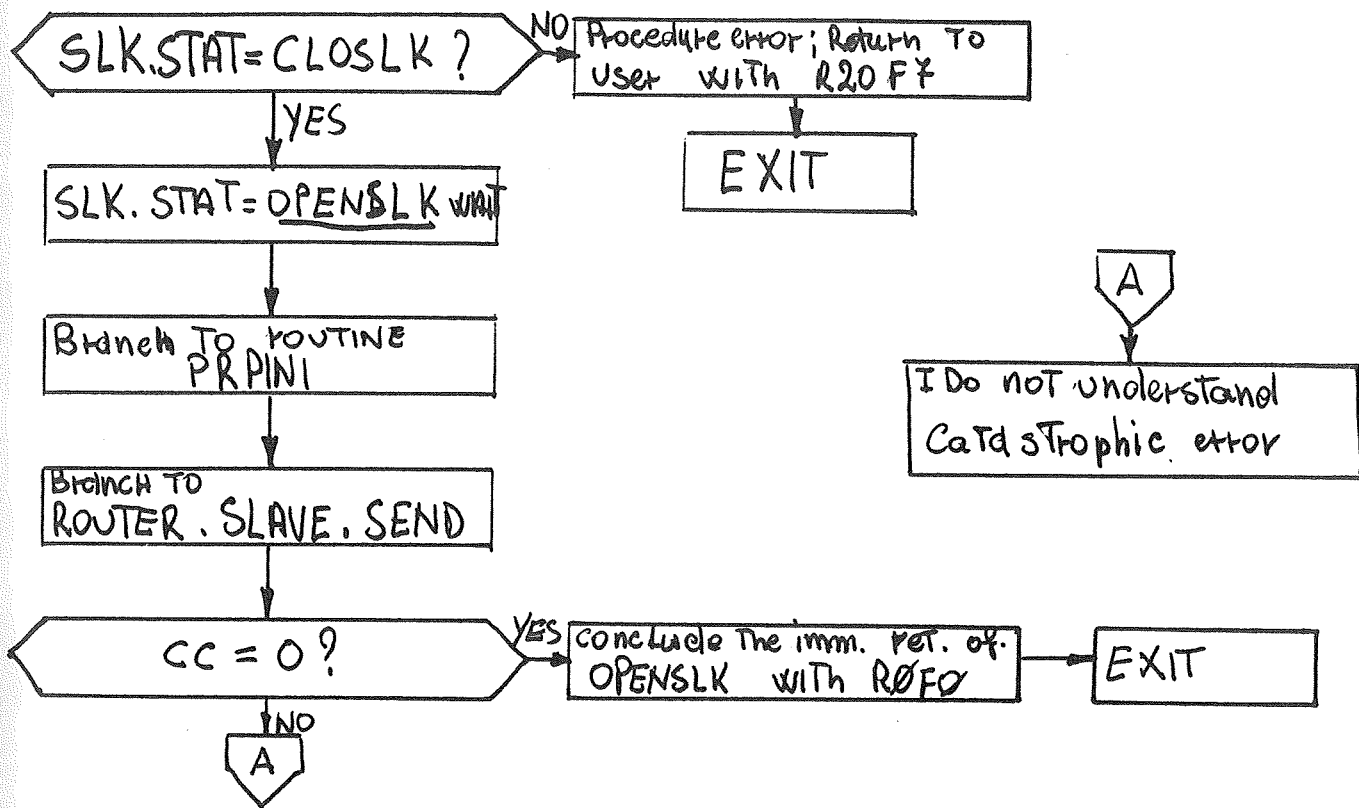 SLK.STAT=CLOSLK ?
NO
Procedure error; Return To
User with R20F7
EXIT
YES
SLK.STAT=OPENSLK WAIT
Branch To routine
PRPINI
Branch To
ROUTER.SLAVE.SEND
CC = 0 ?
YES
conclude The imm. ret. of.
OPENSLK with RØFØ
EXIT
NO
A
A
I Do not understand
Catastrophic error